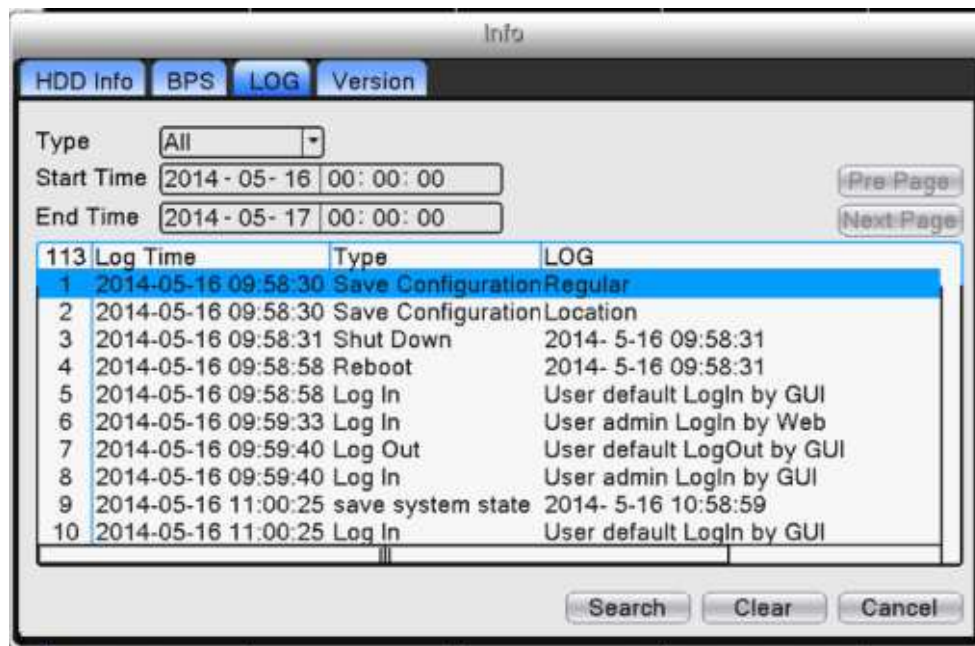 Info
HDD Info BPS LOG Version
Type All
Start Time 2014 - 05 - 16 00: 00: 00
Pre Page
End Time 2014 - 05 - 17 00: 00: 00
Next Page
113 Log Time Type LOG
1 2014-05-16 09:58:30 Save Configuration Regular
2 2014-05-16 09:58:30 Save Configuration Location
3 2014-05-16 09:58:31 Shut Down 2014- 5-16 09:58:31
4 2014-05-16 09:58:58 Reboot 2014- 5-16 09:58:31
5 2014-05-16 09:58:58 Log In User default LogIn by GUI
6 2014-05-16 09:59:33 Log In User admin LogIn by Web
7 2014-05-16 09:59:40 Log Out User default LogOut by GUI
8 2014-05-16 09:59:40 Log In User admin LogIn by GUI
9 2014-05-16 11:00:25 save system state 2014- 5-16 10:58:59
10 2014-05-16 11:00:25 Log In User default LogIn by GUI
Search Clear Cancel